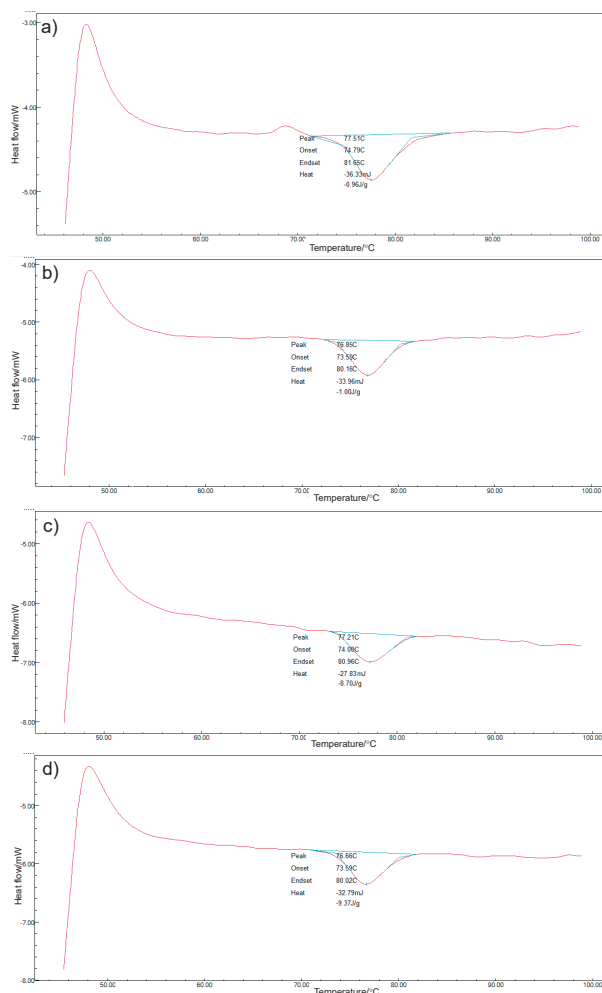 a)
-3.00
-4.00
-5.00
Heat flow/mW
Peak 77.51C
Onset 74.79C
Endset 81.65C
Heat -36.33mJ
-0.96J/g
50.00 60.00 70.00 80.00 90.00 100.00
Temperature/°C
b)
-4.00
-5.00
-6.00
-7.00
Heat flow/mW
Peak 76.85C
Onset 73.59C
Endset 80.16C
Heat -33.96mJ
-1.00J/g
50.00 60.00 70.00 80.00 90.00 100.00
Temperature/°C
c)
-5.00
-6.00
-7.00
-8.00
Heat flow/mW
Peak 77.21C
Onset 74.00C
Endset 80.96C
Heat -27.83mJ
-8.70J/g
50.00 60.00 70.00 80.00 90.00 100.00
Temperature/°C
d)
-5.00
-6.00
-7.00
-8.00
Heat flow/mW
Peak 76.66C
Onset 73.59C
Endset 80.02C
Heat -32.79mJ
-9.37J/g
50.00 60.00 70.00 80.00 90.00 100.00
Temperature/°C